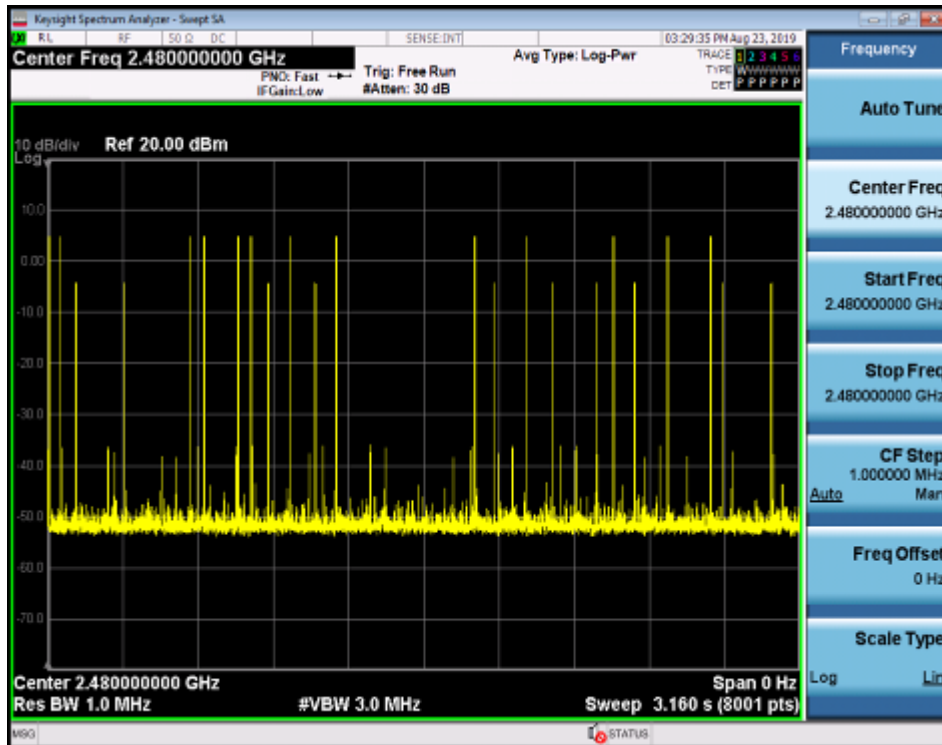 Keysight Spectrum Analyzer - Swept SA
RL RF 50 Ω DC SENSE:INT 03:29:35 PM Aug 23, 2019
Center Freq 2.480000000 GHz
PNO: Fast
IFGain:Low
Trig: Free Run
#Atten: 30 dB
Avg Type: Log-Pwr
TRACE 1 2 3 4 5 6
TYPE WWWWWW
DET P P P P P P
10 dB/div Ref 20.00 dBm
Log
10.0
0.00
-10.0
-20.0
-30.0
-40.0
-50.0
-60.0
-70.0
Center 2.480000000 GHz Span 0 Hz
Res BW 1.0 MHz #VBW 3.0 MHz Sweep 3.160 s (8001 pts)
MSG STATUS
Frequency
Auto Tune
Center Freq
2.480000000 GHz
Start Freq
2.480000000 GHz
Stop Freq
2.480000000 GHz
CF Step
1.000000 MHz
Auto Man
Freq Offset
0 Hz
Scale Type
Log Lin